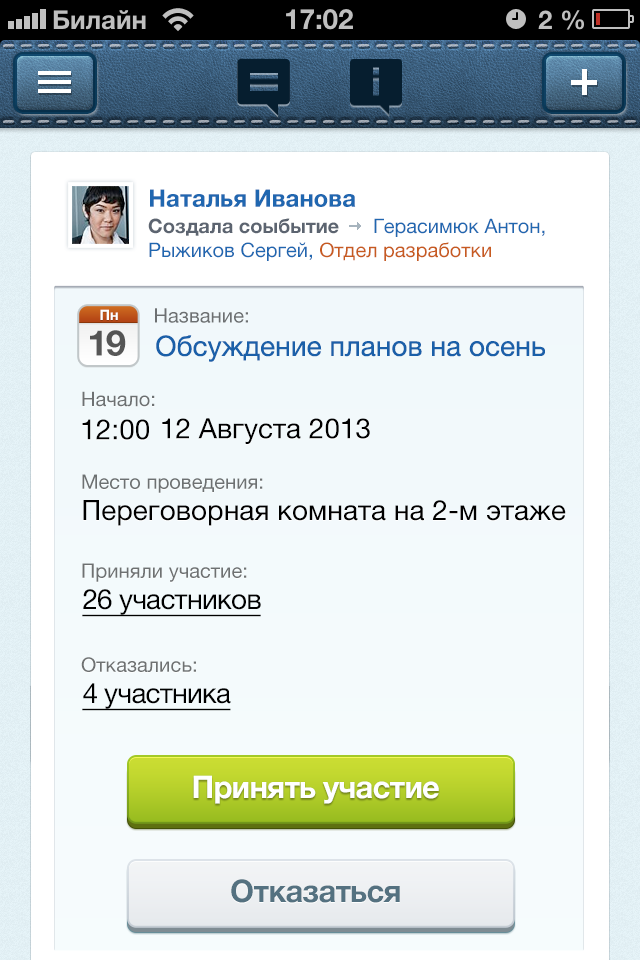 Билайн 17:02 2 %
Наталья Иванова
Создала соыбытие → Герасимюк Антон,
Рыжиков Сергей, Отдел разработки
Пн
19
Название:
Обсуждение планов на осень
Начало:
12:00 12 Августа 2013
Место проведения:
Переговорная комната на 2-м этаже
Приняли участие:
26 участников
Отказались:
4 участника
Принять участие
Отказаться